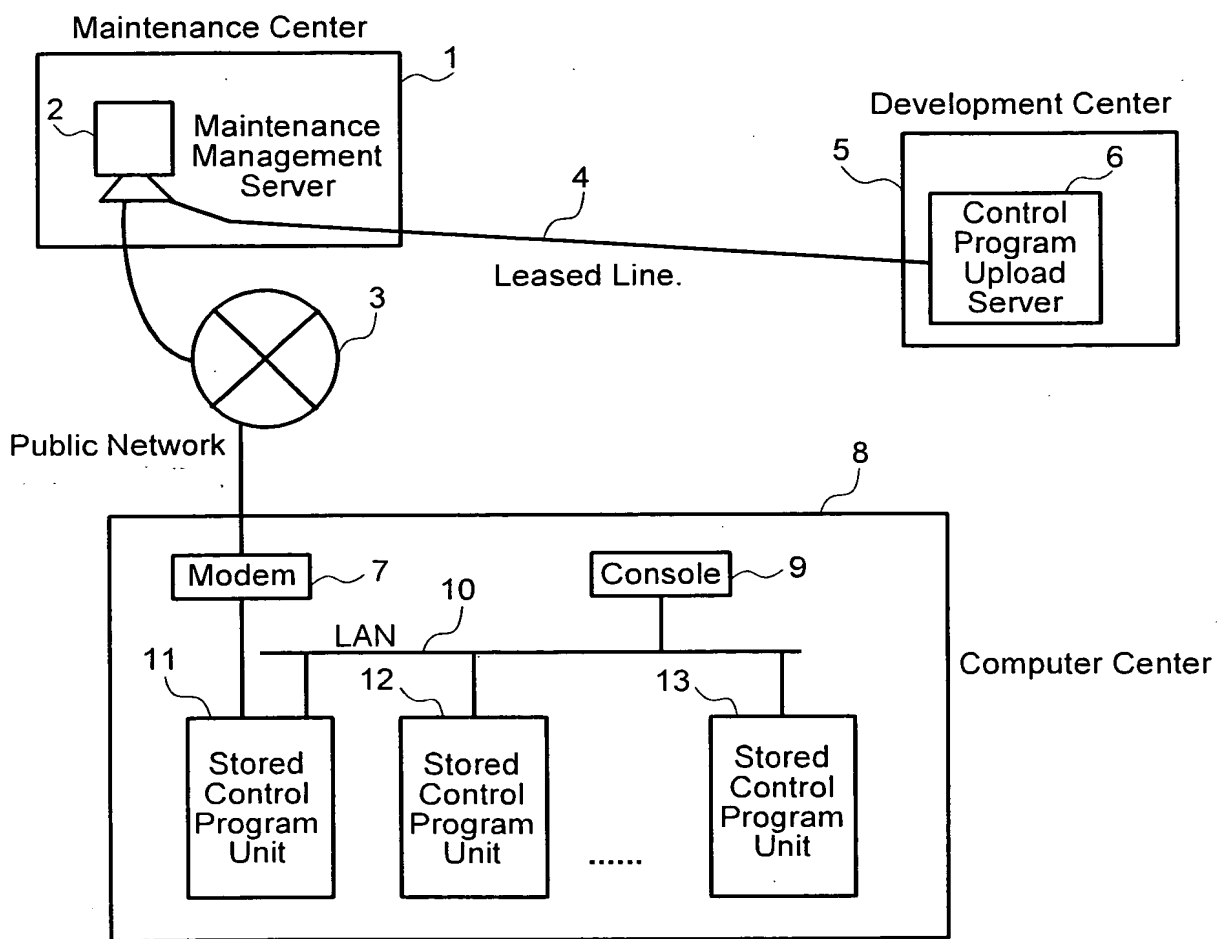 Maintenance Center
1
2
Maintenance
Management
Server
Development Center
5
6
Control
Program
Upload
Server
4
Leased Line.
3
Public Network
8
Modem
7
Console
9
LAN
10
Computer Center
11
12
13
Stored
Control
Program
Unit
Stored
Control
Program
Unit
......
Stored
Control
Program
Unit